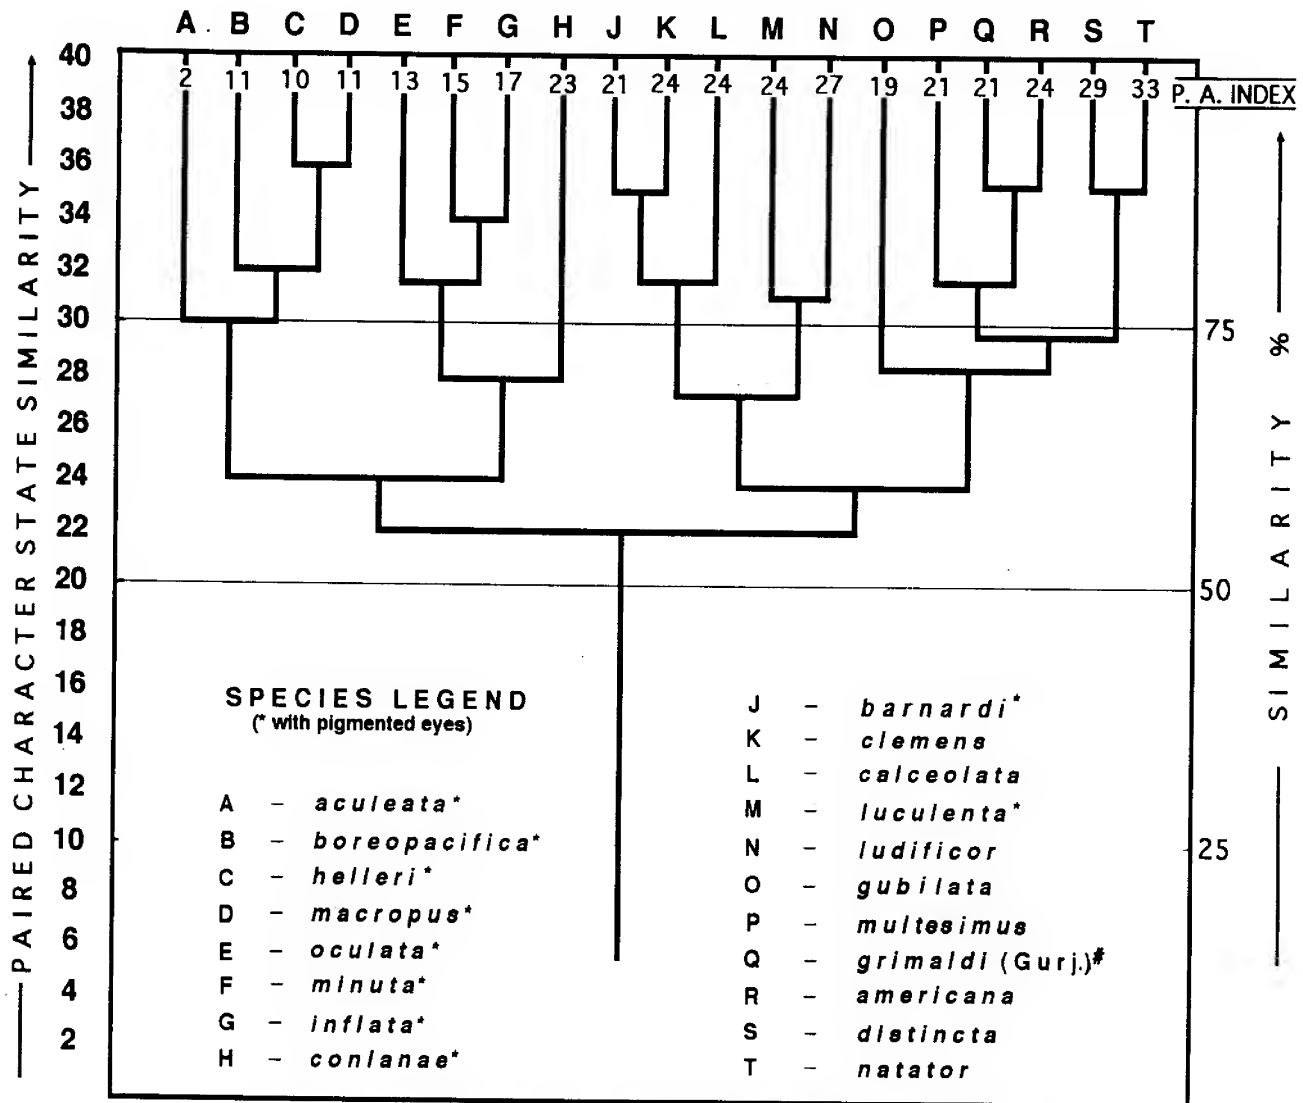 A B C D E F G H J K L M N O P Q R S T
2 11 10 11 13 15 17 23 21 24 24 24 27 19 21 21 24 29 33 P. A. INDEX
40
38
36
34
32
30
28
26
24
22
20
18
16
14
12
10
8
6
4
2
PAIRED CHARACTER STATE SIMILARITY
75
50
25
SIMILARITY %
SPECIES LEGEND
(* with pigmented eyes)
A – aculeata*
B – boreopacifica*
C – helleri*
D – macropus*
E – oculata*
F – minuta*
G – inflata*
H – conlanae*
J – barnardi*
K – clemens
L – calceolata
M – luculenta*
N – ludificor
O – gubilata
P – multesimus
Q – grimaldi (Gurj.)#
R – americana
S – distincta
T – natator